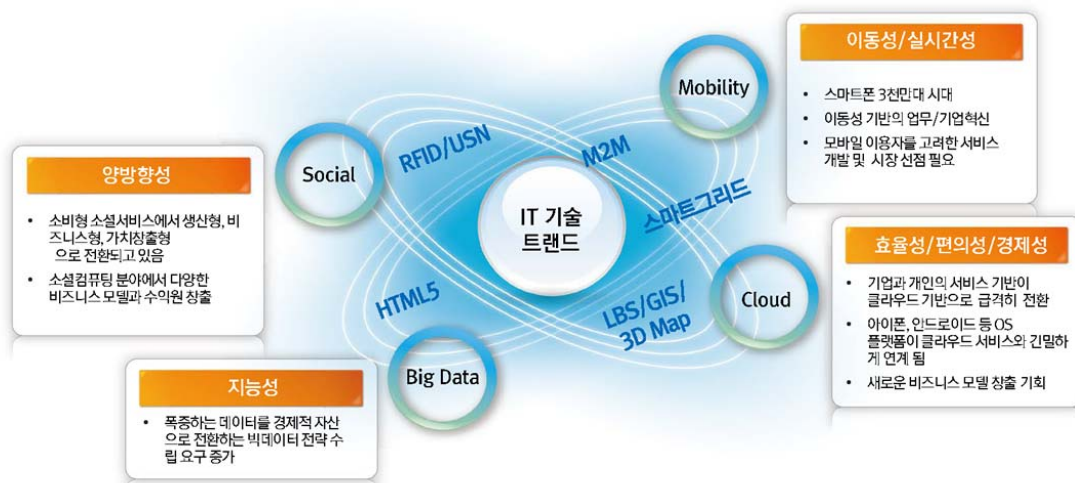 이동성/실시간성
• 스마트폰 3천만대 시대
• 이동성 기반의 업무/기업혁신
• 모바일 이용자를 고려한 서비스
개발 및 시장 선점 필요
Mobility
Social
RFID/USN
M2M
양방향성
• 소비형 소셜서비스에서 생산형, 비
즈니스형, 가치창출형
으로 전환되고 있음
• 소셜컴퓨팅 분야에서 다양한
비즈니스 모델과 수익원 창출
IT 기술
트랜드
스마트그리드
효율성/편의성/경제성
• 기업과 개인의 서비스 기반이
클라우드 기반으로 급격히 전환
• 아이폰, 안드로이드 등 OS
플랫폼이 클라우드 서비스와 긴밀하
게 연계 됨
• 새로운 비즈니스 모델 창출 기회
Cloud
HTML5
LBS/GIS/
3D Map
Big Data
지능성
• 폭증하는 데이터를 경제적 자산
으로 전환하는 빅데이터 전략 수
립 요구 증가